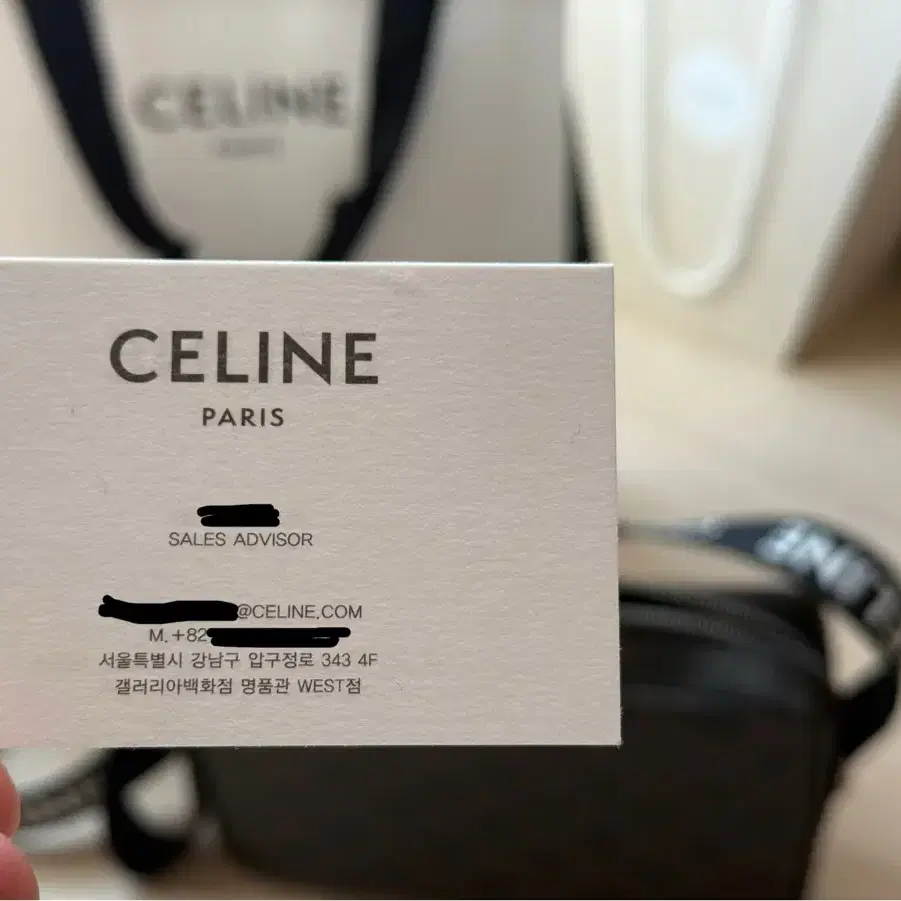 CELINE
CELINE
PARIS
SALES ADVISOR
@CELINE.COM
M. +82
서울특별시 강남구 압구정로 343 4F
갤러리아백화점 명품관 WEST점